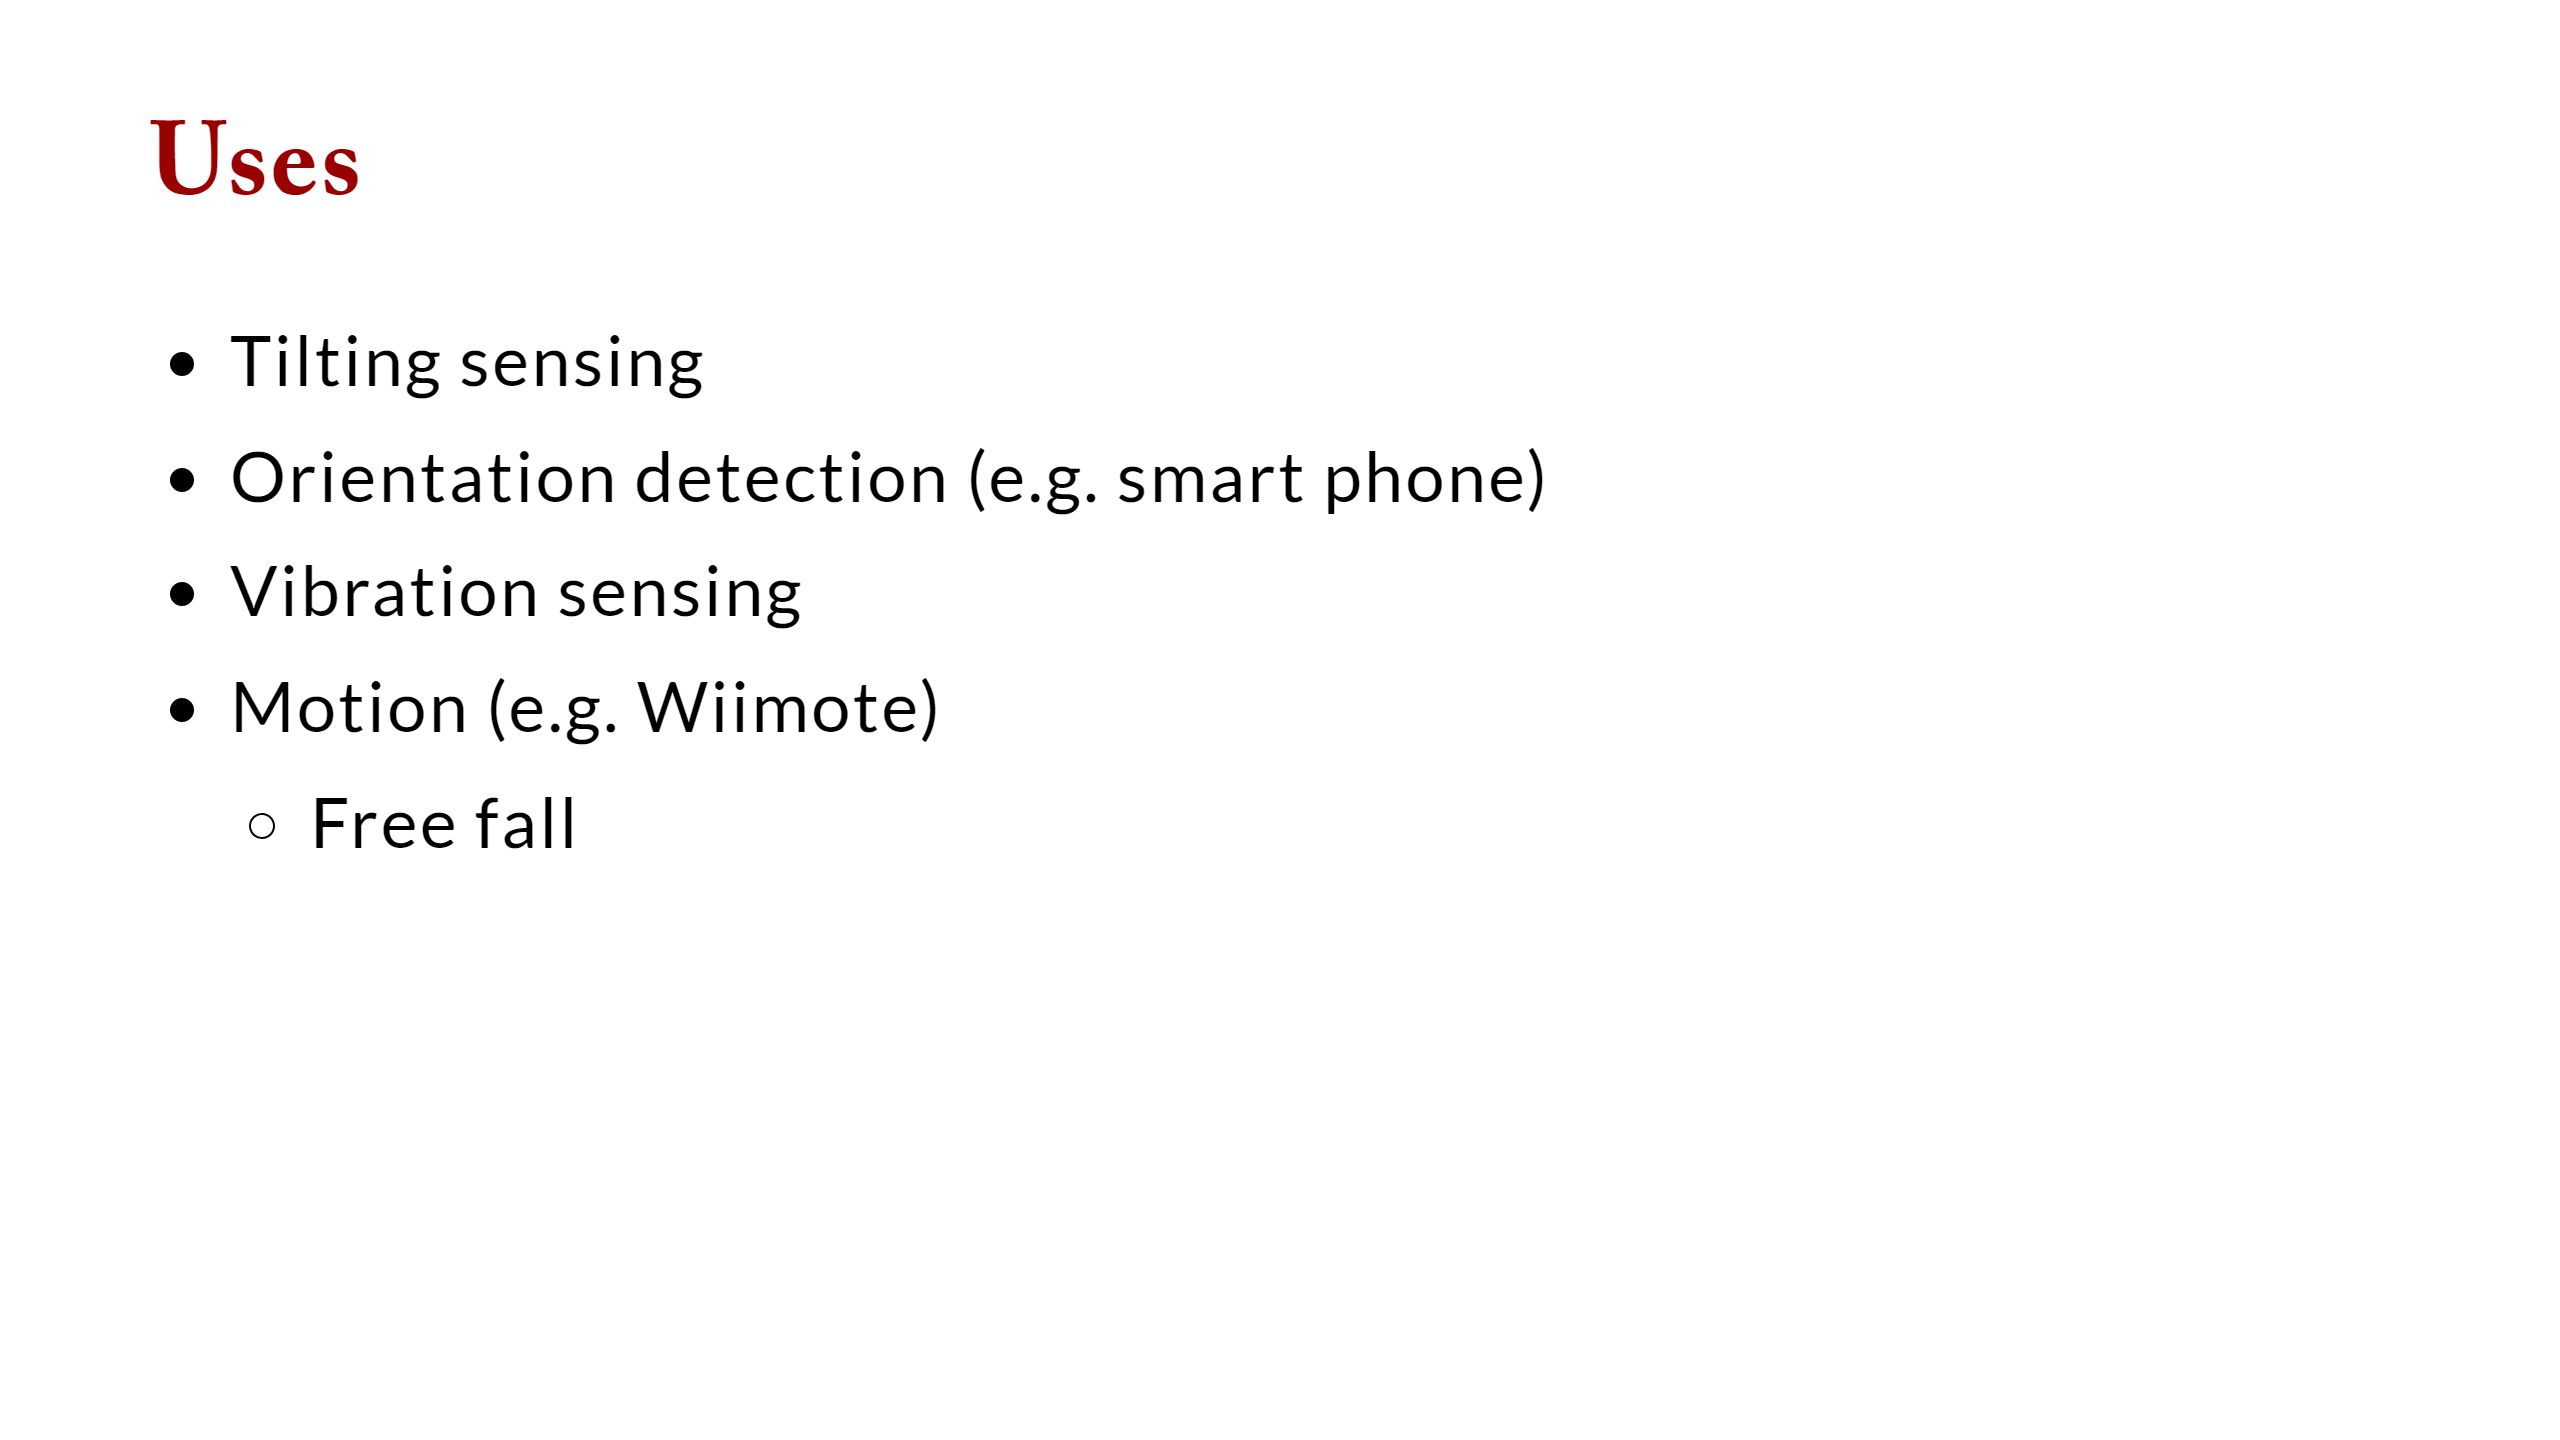 Uses
Tilting sensing
Orientation detection (e.g. smart phone)
Vibration sensing
Motion (e.g. Wiimote)
Free fall